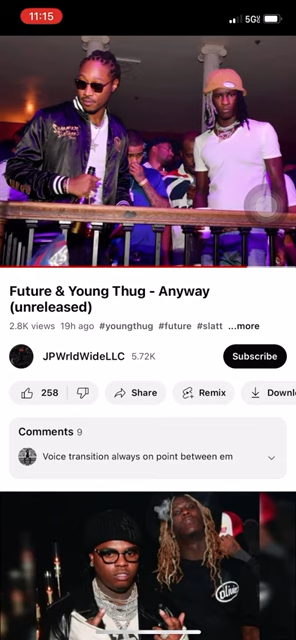 11:15
5G
Future & Young Thug - Anyway
(unreleased)
2.8K views 19h ago #youngthug #future #slatt ...more
JPWrldWideLLC 5.72K
Subscribe
258
Share
Remix
Downl
Comments 9
Voice transition always on point between em